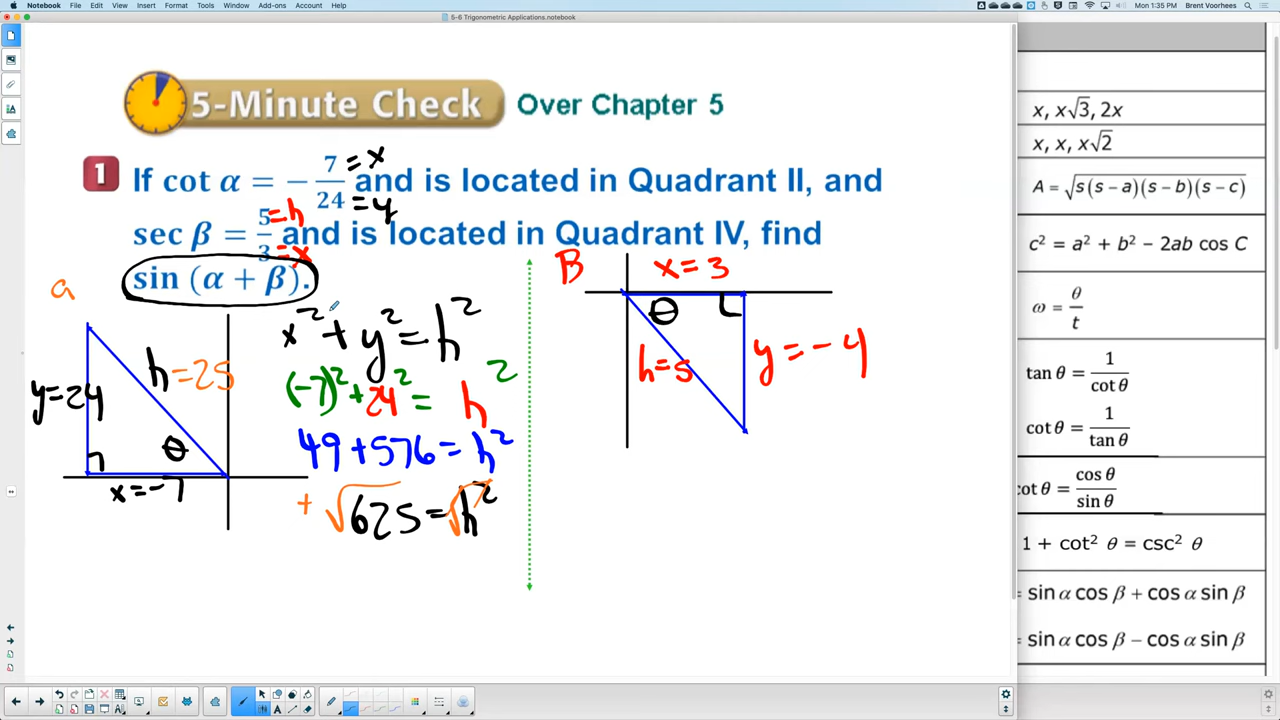 Notebook File Edit View Insert Format Tools Window Add-ons Account Help
Brent Voorhees Mon 1:35 PM
5-6 Trigonometric Applications.notebook
5-Minute Check Over Chapter 5
1 If cot α = − 7/24 and is located in Quadrant II, and
= x
= y
sec β = 5/3 and is located in Quadrant IV, find
= h
= x
sin (α + β).
a
x² + y² = h²
(-7)² + 24² = h²
49 + 576 = h²
+ √625 = √h²
y = 24
h = 25
θ
x = -7
B
x = 3
θ
h = 5
y = -4
x, x√3, 2x
x, x, x√2
A = √s(s − a)(s − b)(s − c)
c² = a² + b² − 2ab cos C
ω = θ/t
tan θ = 1/cot θ
cot θ = 1/tan θ
cot θ = cos θ/sin θ
1 + cot² θ = csc² θ
= sin α cos β + cos α sin β
= sin α cos β − cos α sin β